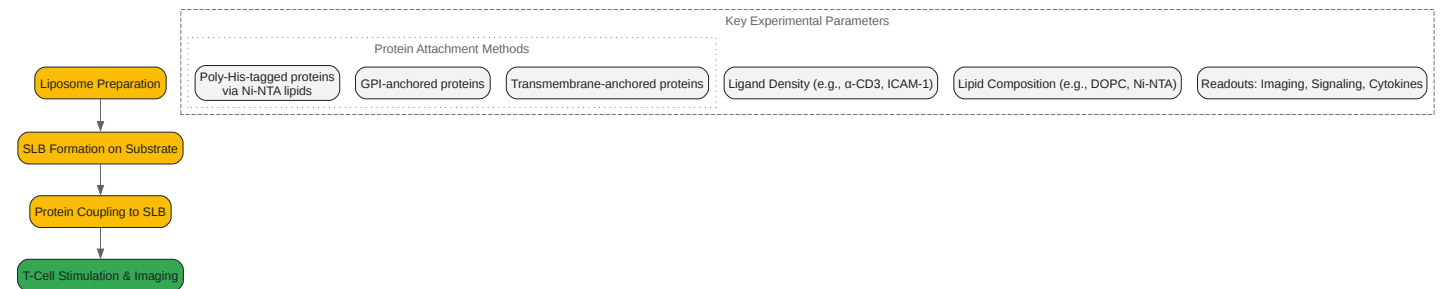 Key Experimental Parameters
Protein Attachment Methods
Liposome Preparation
Poly-His-tagged proteins
via Ni-NTA lipids
GPI-anchored proteins
Transmembrane-anchored proteins
Ligand Density (e.g., α-CD3, ICAM-1)
Lipid Composition (e.g., DOPC, Ni-NTA)
Readouts: Imaging, Signaling, Cytokines
SLB Formation on Substrate
Protein Coupling to SLB
T-Cell Stimulation & Imaging